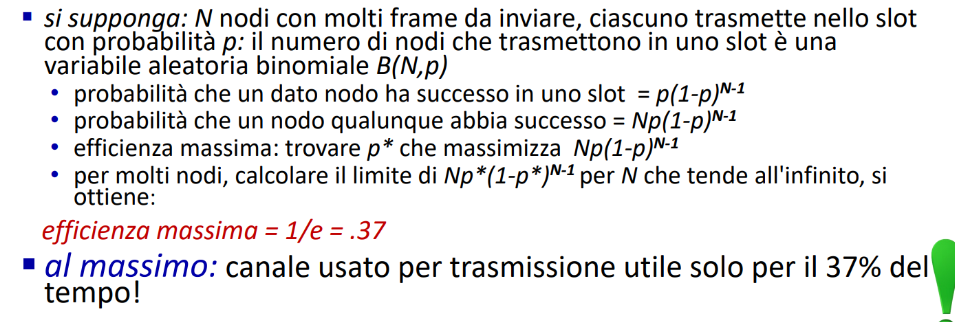 ▪ si supponga: N nodi con molti frame da inviare, ciascuno trasmette nello slot
con probabilità p: il numero di nodi che trasmettono in uno slot è una
variabile aleatoria binomiale B(N,p)
• probabilità che un dato nodo ha successo in uno slot = p(1-p)^N-1
• probabilità che un nodo qualunque abbia successo = Np(1-p)^N-1
• efficienza massima: trovare p* che massimizza Np(1-p)^N-1
• per molti nodi, calcolare il limite di Np*(1-p*)^N-1 per N che tende all'infinito, si
ottiene:
efficienza massima = 1/e = .37
▪ al massimo: canale usato per trasmissione utile solo per il 37% del
tempo!
!